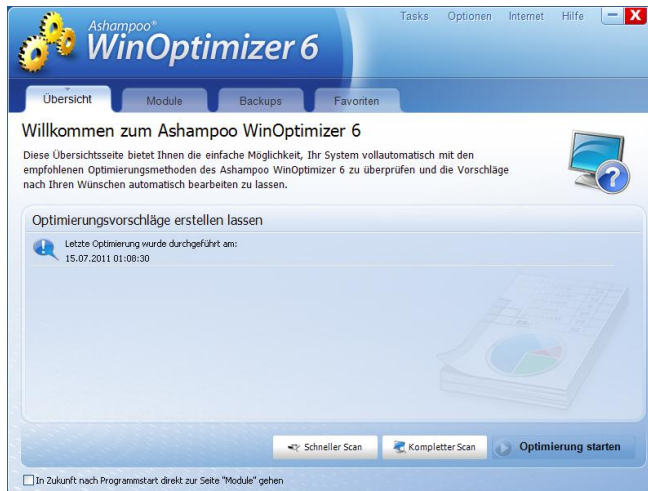 Ashampoo®
WinOptimizer 6
Tasks Optionen Internet Hilfe
Übersicht Module Backups Favoriten
Willkommen zum Ashampoo WinOptimizer 6
Diese Übersichtsseite bietet Ihnen die einfache Möglichkeit, Ihr System vollautomatisch mit den
empfohlenen Optimierungsmethoden des Ashampoo WinOptimizer 6 zu überprüfen und die Vorschläge
nach Ihren Wünschen automatisch bearbeiten zu lassen.
Optimierungsvorschläge erstellen lassen
Letzte Optimierung wurde durchgeführt am:
15.07.2011 01:08:30
Schneller Scan Kompletter Scan Optimierung starten
In Zukunft nach Programmstart direkt zur Seite "Module" gehen